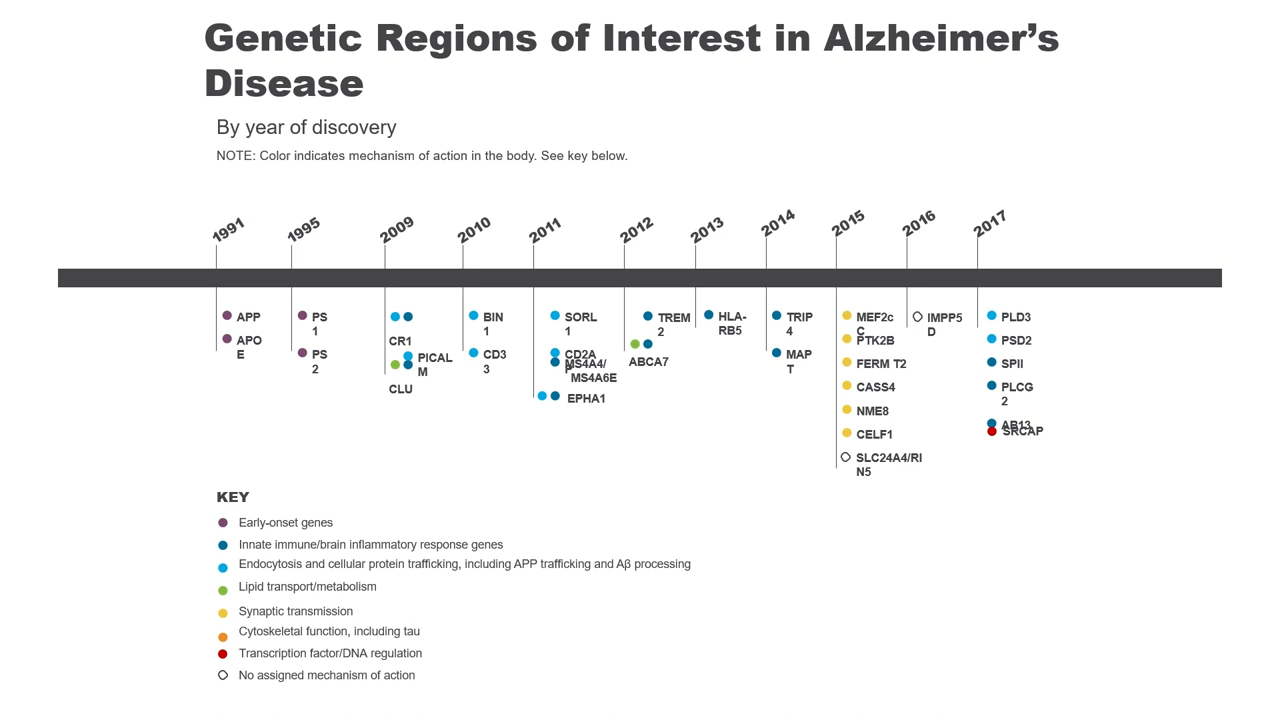 Genetic Regions of Interest in Alzheimer’s
Disease
By year of discovery
NOTE: Color indicates mechanism of action in the body. See key below.
1991
1995
2009
2010
2011
2012
2013
2014
2015
2016
2017
APP
APO
E
PS
1
PS
2
CR1
PICAL
M
CLU
BIN
1
CD3
3
SORL
1
CD2A
P
MS4A4/
MS4A6E
EPHA1
TREM
2
ABCA7
HLA-
RB5
TRIP
4
MAP
T
MEF2c
C
PTK2B
FERM T2
CASS4
NME8
CELF1
SLC24A4/RI
N5
IMPP5
D
PLD3
PSD2
SPII
PLCG
2
AB13
SRCAP
KEY
Early-onset genes
Innate immune/brain inflammatory response genes
Endocytosis and cellular protein trafficking, including APP trafficking and Aβ processing
Lipid transport/metabolism
Synaptic transmission
Cytoskeletal function, including tau
Transcription factor/DNA regulation
No assigned mechanism of action